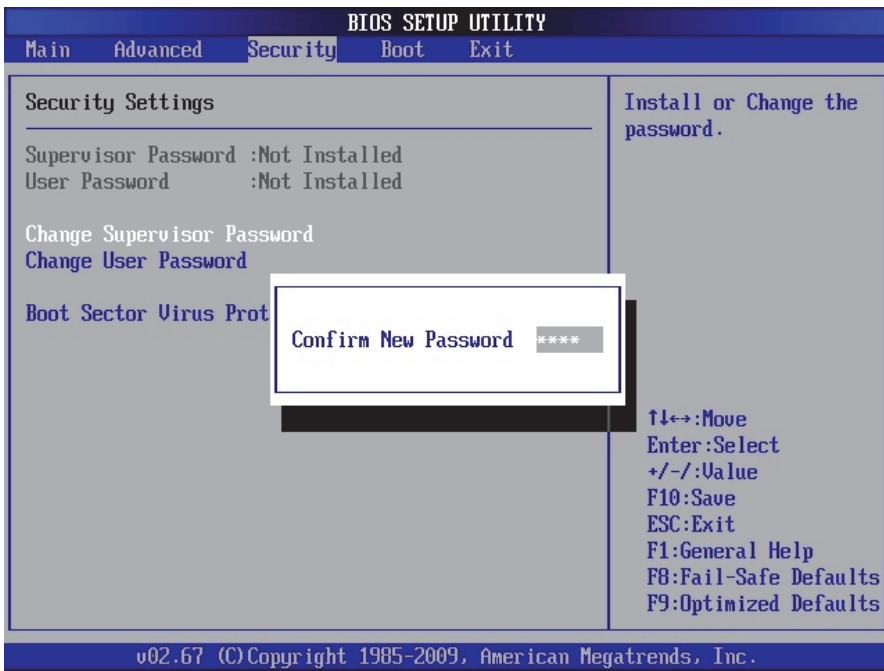 BIOS SETUP UTILITY
Main Advanced Security Boot Exit
Security Settings
Supervisor Password :Not Installed
User Password :Not Installed
Change Supervisor Password
Change User Password
Boot Sector Virus Prot
Confirm New Password ****
Install or Change the
password.
↑↓←→:Move
Enter:Select
+/-/:Value
F10:Save
ESC:Exit
F1:General Help
F8:Fail-Safe Defaults
F9:Optimized Defaults
v02.67 (C)Copyright 1985-2009, American Megatrends, Inc.